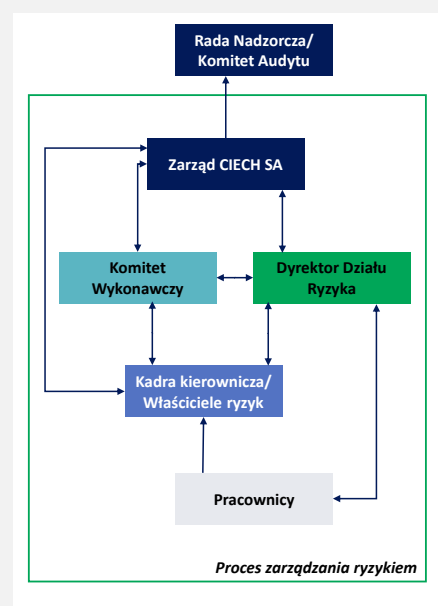 Rada Nadzorcza/
Komitet Audytu
Zarząd CIECH SA
Komitet
Wykonawczy
Dyrektor Działu
Ryzyka
Kadra kierownicza/
Właściciele ryzyk
Pracownicy
Proces zarządzania ryzykiem